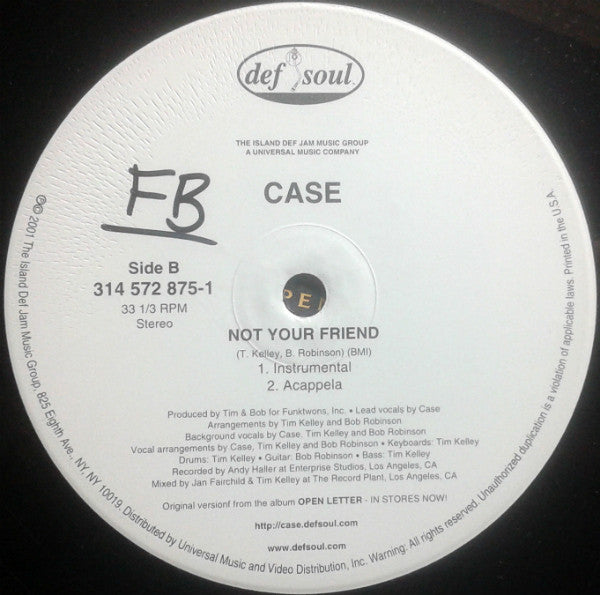 def soul.
THE ISLAND DEF JAM MUSIC GROUP
A UNIVERSAL MUSIC COMPANY
FB
CASE
Side B
314 572 875-1
33 1/3 RPM
Stereo
PEN
NOT YOUR FRIEND
(T. Kelley, B. Robinson) (BMI)
1. Instrumental
2. Acappela
Produced by Tim & Bob for Funktwons, Inc. • Lead vocals by Case
Arrangements by Tim Kelley and Bob Robinson
Background vocals by Case, Tim Kelley and Bob Robinson
Vocal arrangements by Case, Tim Kelley and Bob Robinson • Keyboards: Tim Kelley
Drums: Tim Kelley • Guitar: Bob Robinson • Bass: Tim Kelley
Recorded by Andy Haller at Enterprise Studios, Los Angeles, CA
Mixed by Jan Fairchild & Tim Kelley at The Record Plant, Los Angeles, CA
Original versionf from the album OPEN LETTER - IN STORES NOW!
http://case.defsoul.com
www.defsoul.com
℗© 2001 The Island Def Jam Music Group, 825 Eighth Ave., NY, NY 10019. Distributed by Universal Music and Video Distribution, Inc. Warning: All rights reserved. Unauthorized duplication is a violation of applicable laws. Printed in the U.S.A.